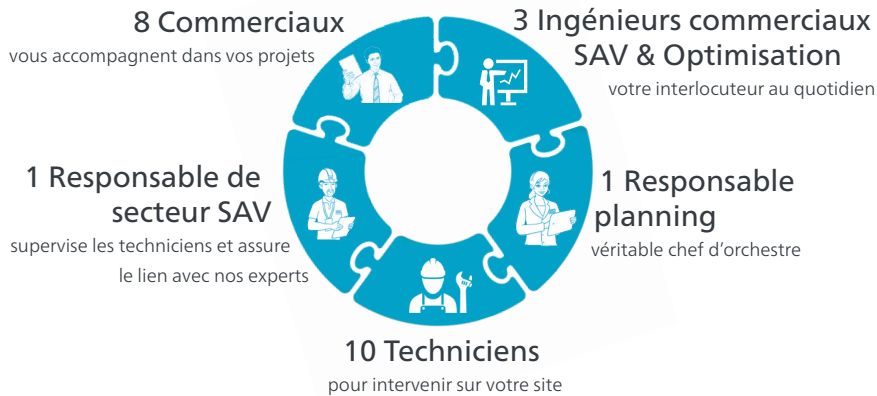 8 Commerciaux
vous accompagnent dans vos projets
3 Ingénieurs commerciaux
SAV & Optimisation
votre interlocuteur au quotidien
1 Responsable de
secteur SAV
supervise les techniciens et assure
le lien avec nos experts
1 Responsable
planning
véritable chef d'orchestre
10 Techniciens
pour intervenir sur votre site